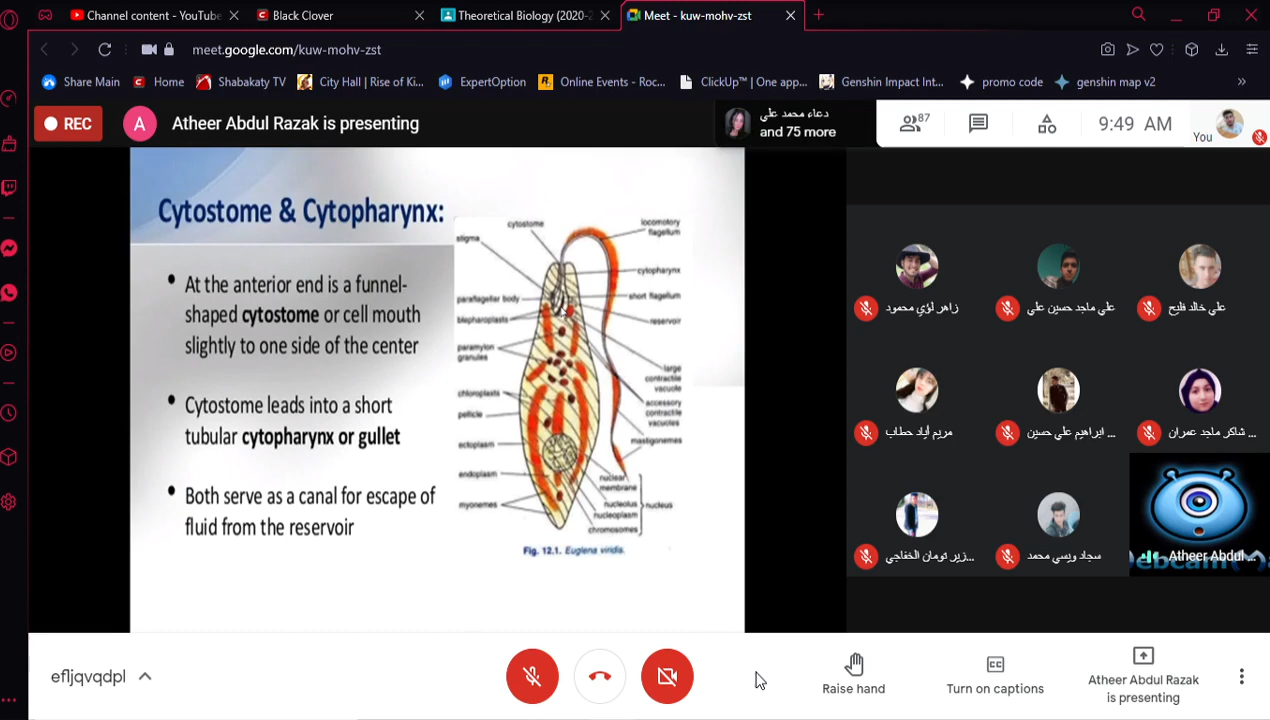 Channel content - YouTube
Black Clover
Theoretical Biology (2020-2
Meet - kuw-mohv-zst
meet.google.com/kuw-mohv-zst
Share Main
Home
Shabakaty TV
City Hall | Rise of Ki...
ExpertOption
Online Events - Roc...
ClickUp™ | One app...
Genshin Impact Int...
promo code
genshin map v2
REC
A
Atheer Abdul Razak is presenting
دعاء محمد علي
and 75 more
87
9:49 AM
You
Cytostome & Cytopharynx:
At the anterior end is a funnel-
shaped cytostome or cell mouth
slightly to one side of the center
Cytostome leads into a short
tubular cytopharynx or gullet
Both serve as a canal for escape of
fluid from the reservoir
cytostome
locomotory
flagellum
stigma
cytopharynx
paraflagellar body
short flagellum
blepharoplasts
reservoir
paramylon
granules
large
contractile
vacuole
chloroplasts
accessory
contractile
vacuoles
pellicle
mastigonemes
ectoplasm
endoplasm
nuclear
membrane
myonemes
nucleolus
nucleus
nucleoplasm
chromosomes
Fig. 12.1. Euglena viridis.
زاهر لؤي محمود
علي ماجد حسين علي
علي خالد فليح
مريم أياد حطاب
ابراهيم علي حسين ...
شاكر ماجد عمران ...
...زير تومان الخفاجي
سجاد ويسي محمد
Atheer Abdul ...
efljqvqdpl
Raise hand
CC
Turn on captions
Atheer Abdul Razak
is presenting